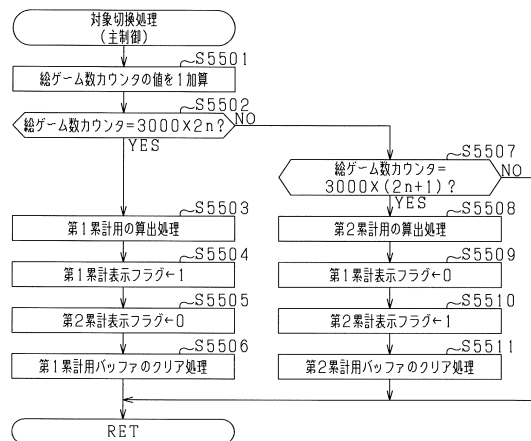 対象切換処理
(主制御)
S5501
総ゲーム数カウンタの値を1加算
S5502
総ゲーム数カウンタ=3000×2n?
NO
YES
S5507
総ゲーム数カウンタ=
3000×(2n+1)?
NO
YES
S5503
第1累計用の算出処理
S5508
第2累計用の算出処理
S5504
第1累計表示フラグ←1
S5509
第1累計表示フラグ←0
S5505
第2累計表示フラグ←0
S5510
第2累計表示フラグ←1
S5506
第1累計用バッファのクリア処理
S5511
第2累計用バッファのクリア処理
RET